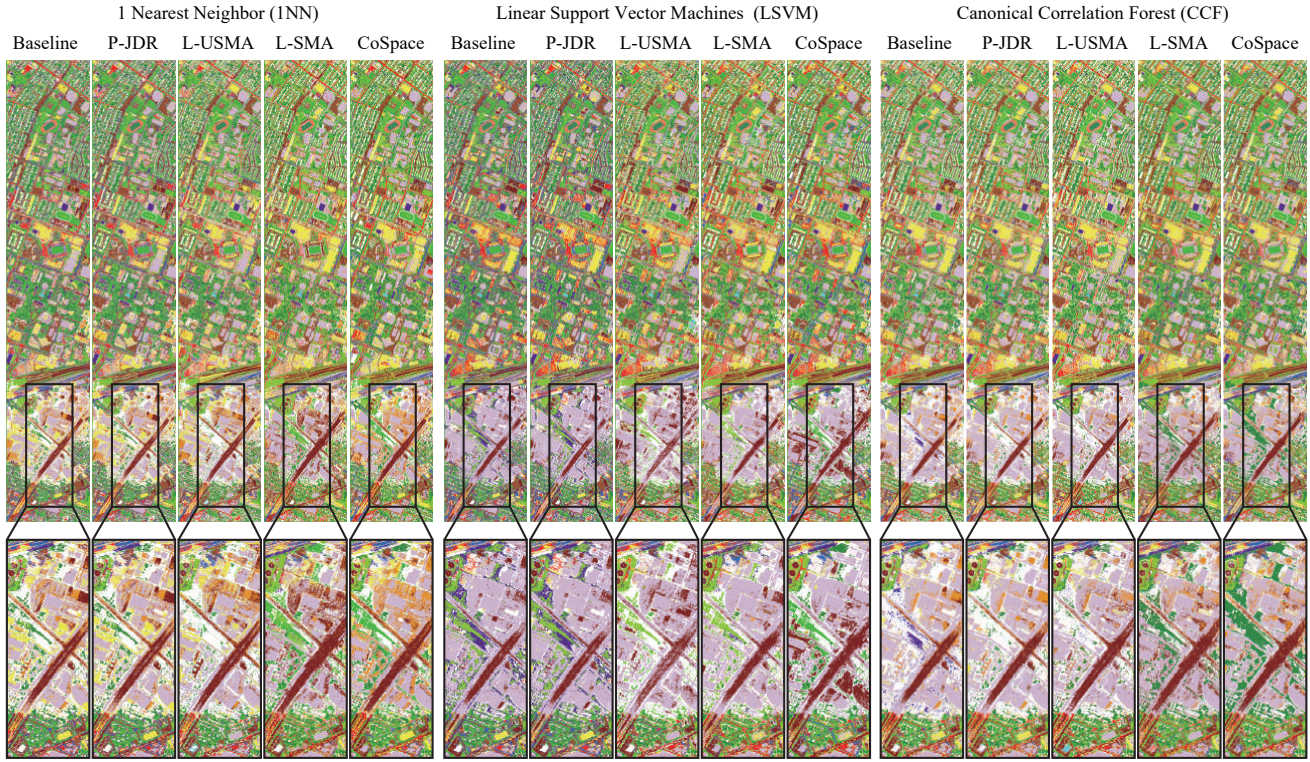 1 Nearest Neighbor (1NN) Linear Support Vector Machines (LSVM) Canonical Correlation Forest (CCF)
Baseline P-JDR L-USMA L-SMA CoSpace Baseline P-JDR L-USMA L-SMA CoSpace Baseline P-JDR L-USMA L-SMA CoSpace